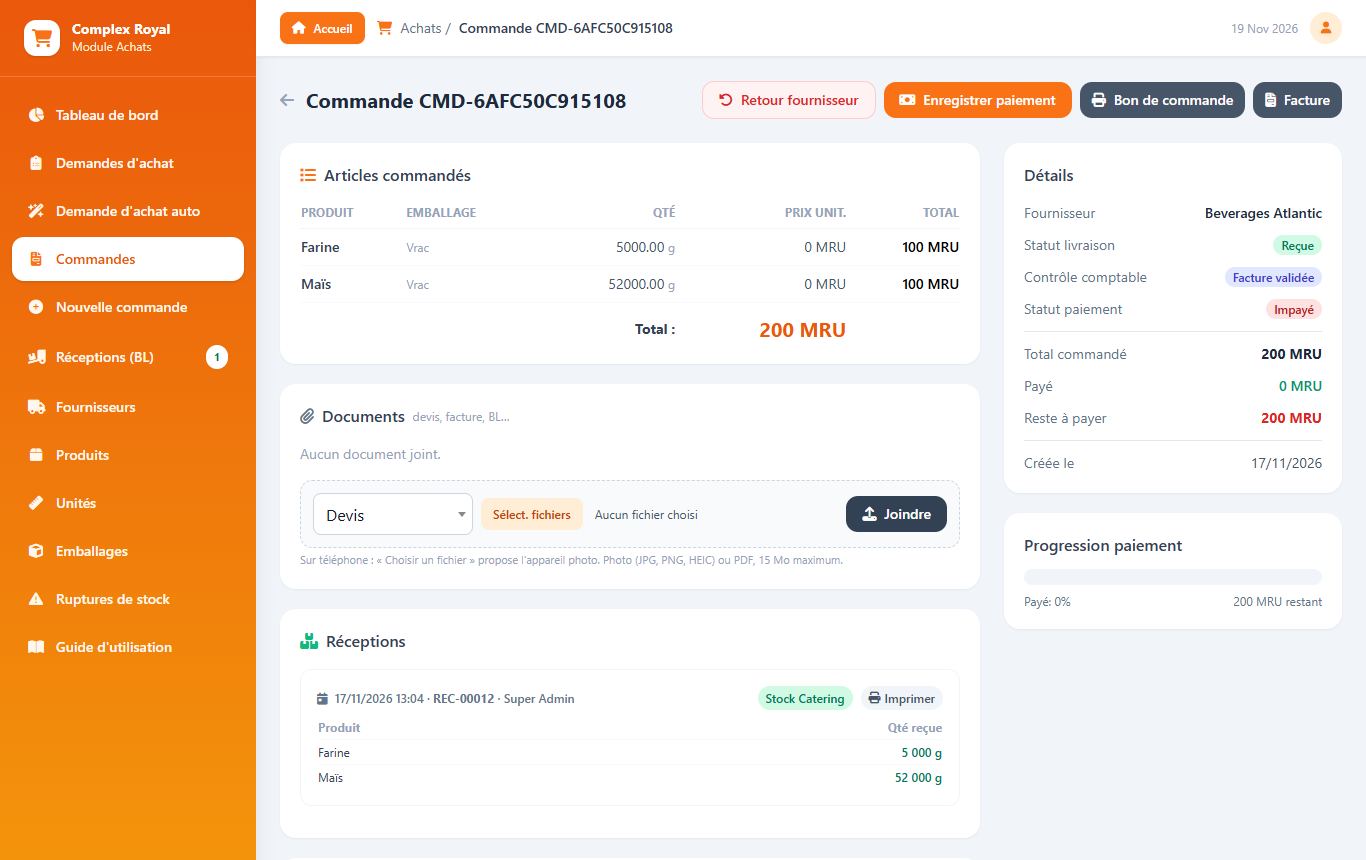 Complex Royal
Module Achats
Tableau de bord
Demandes d'achat
Demande d'achat auto
Commandes
Nouvelle commande
Réceptions (BL) 1
Fournisseurs
Produits
Unités
Emballages
Ruptures de stock
Guide d'utilisation
Accueil Achats / Commande CMD-6AFC50C915108 19 Nov 2026
Commande CMD-6AFC50C915108 Retour fournisseur Enregistrer paiement Bon de commande Facture
Articles commandés
PRODUIT EMBALLAGE QTÉ PRIX UNIT. TOTAL
Farine Vrac 5000.00 g 0 MRU 100 MRU
Maïs Vrac 52000.00 g 0 MRU 100 MRU
Total : 200 MRU
Documents devis, facture, BL...
Aucun document joint.
Devis Sélect. fichiers Aucun fichier choisi Joindre
Sur téléphone : « Choisir un fichier » propose l'appareil photo. Photo (JPG, PNG, HEIC) ou PDF, 15 Mo maximum.
Réceptions
17/11/2026 13:04 · REC-00012 · Super Admin Stock Catering Imprimer
Produit Qté reçue
Farine 5 000 g
Maïs 52 000 g
Détails
Fournisseur Beverages Atlantic
Statut livraison Reçue
Contrôle comptable Facture validée
Statut paiement Impayé
Total commandé 200 MRU
Payé 0 MRU
Reste à payer 200 MRU
Créée le 17/11/2026
Progression paiement
Payé: 0% 200 MRU restant